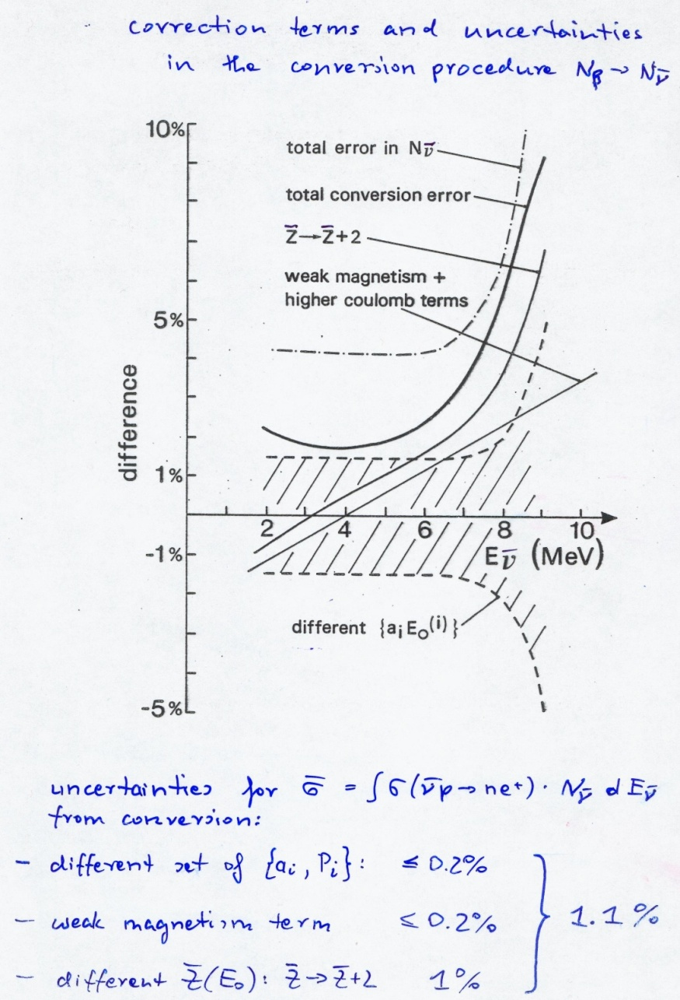 correction terms and uncertainties
in the conversion procedure Nβ → Nν̅
10%
total error in Nν̅
total conversion error
Z̅→Z̅+2
weak magnetism +
higher coulomb terms
5%
difference
1%
2 4 6 8 10
-1%
Eν̅ (MeV)
different {aᵢE₀⁽ⁱ⁾}
-5%
uncertainties for σ̅ = ∫σ(ν̅p → ne⁺) · Nν̅ dEν̅
from conversion:
- different set of {aᵢ, Pᵢ}: ≤ 0.2%
- weak magnetism term ≤ 0.2%
1.1%
- different Z̅(E₀): Z̅→Z̅+2 1%